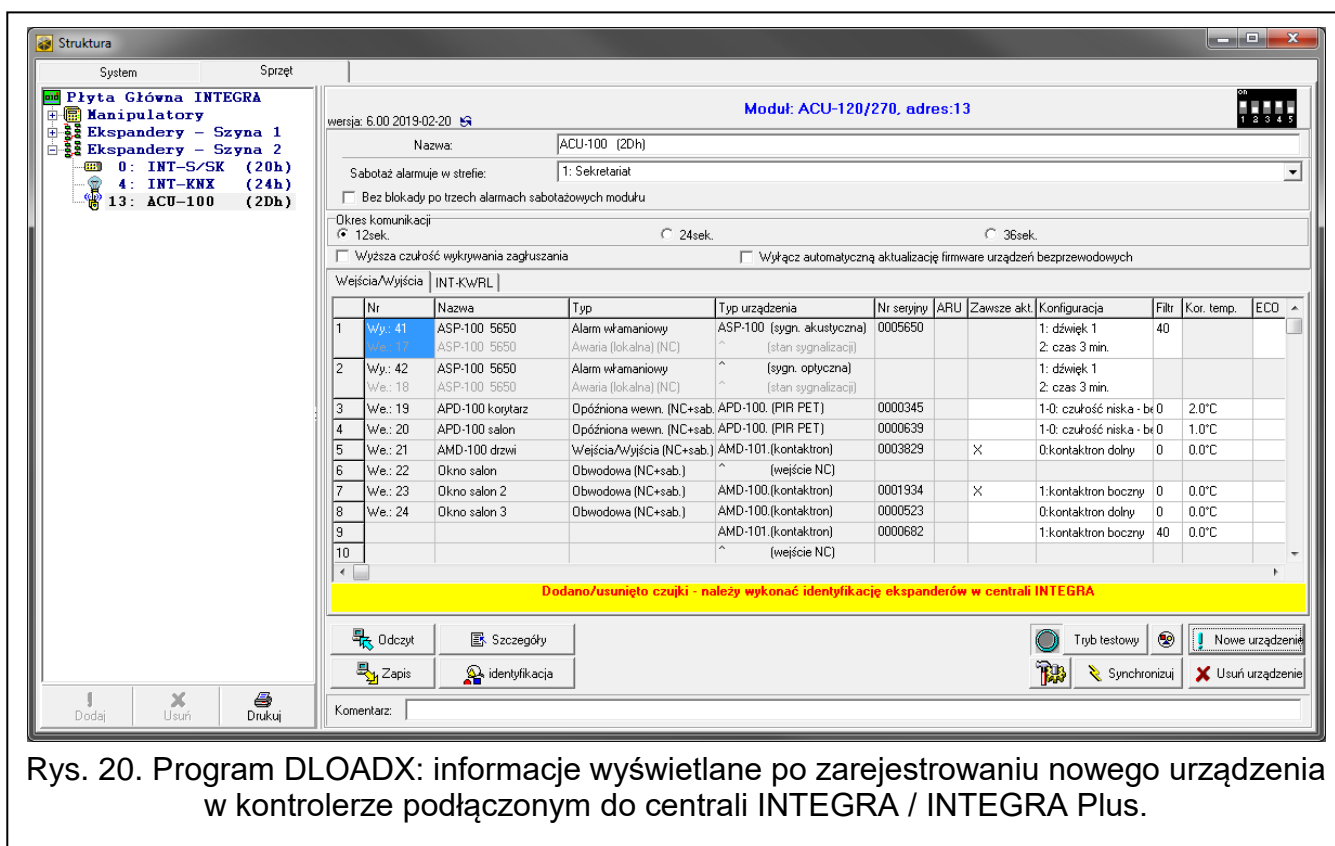 Struktura
System Sprzęt
Płyta Główna INTEGRA
Manipulatory
Ekspandery – Szyna 1
Ekspandery – Szyna 2
0: INT-S/SK (20h)
4: INT-KNX (24h)
13: ACU-100 (2Dh)
Dodaj Usuń Drukuj
wersja: 6.00 2019-02-20
Moduł: ACU-120/270, adres:13
on
1 2 3 4 5
Nazwa: ACU-100 (2Dh)
Sabotaż alarmuje w strefie: 1: Sekretariat
Bez blokady po trzech alarmach sabotażowych modułu
Okres komunikacji
12sek. 24sek. 36sek.
Wyższa czułość wykrywania zagłuszania Wyłącz automatyczną aktualizację firmware urządzeń bezprzewodowych
Wejścia/Wyjścia INT-KWRL
Nr Nazwa Typ Typ urządzenia Nr seryjny ARU Zawsze akt. Konfiguracja Filtr Kor. temp. ECO
1 Wy.: 41 ASP-100 5650 Alarm włamaniowy ASP-100 (sygn. akustyczna) 0005650 1: dźwięk 1 40
We.: 17 ASP-100 5650 Awaria (lokalna) (NC) ^ (stan sygnalizacji) 2: czas 3 min.
2 Wy.: 42 ASP-100 5650 Alarm włamaniowy ^ (sygn. optyczna) 1: dźwięk 1
We.: 18 ASP-100 5650 Awaria (lokalna) (NC) ^ (stan sygnalizacji) 2: czas 3 min.
3 We.: 19 APD-100 korytarz Opóźniona wewn. (NC+sab. APD-100. (PIR PET) 0000345 1-0: czułość niska - be 0 2.0°C
4 We.: 20 APD-100 salon Opóźniona wewn. (NC+sab. APD-100. (PIR PET) 0000639 1-0: czułość niska - be 0 1.0°C
5 We.: 21 AMD-100 drzwi Wejścia/Wyjścia (NC+sab.) AMD-101.(kontaktron) 0003829 X 0:kontaktron dolny 0 0.0°C
6 We.: 22 Okno salon Obwodowa (NC+sab.) ^ (wejście NC)
7 We.: 23 Okno salon 2 Obwodowa (NC+sab.) AMD-100.(kontaktron) 0001934 X 1:kontaktron boczny 0 0.0°C
8 We.: 24 Okno salon 3 Obwodowa (NC+sab.) AMD-100.(kontaktron) 0000523 0:kontaktron dolny 0 0.0°C
9 AMD-101.(kontaktron) 0000682 1:kontaktron boczny 40 0.0°C
10 ^ (wejście NC)
Dodano/usunięto czujki - należy wykonać identyfikację ekspanderów w centrali INTEGRA
Odczyt Szczegóły Tryb testowy Nowe urządzenie
Zapis identyfikacja Synchronizuj Usuń urządzenie
Komentarz:
Rys. 20. Program DLOADX: informacje wyświetlane po zarejestrowaniu nowego urządzenia
w kontrolerze podłączonym do centrali INTEGRA / INTEGRA Plus.